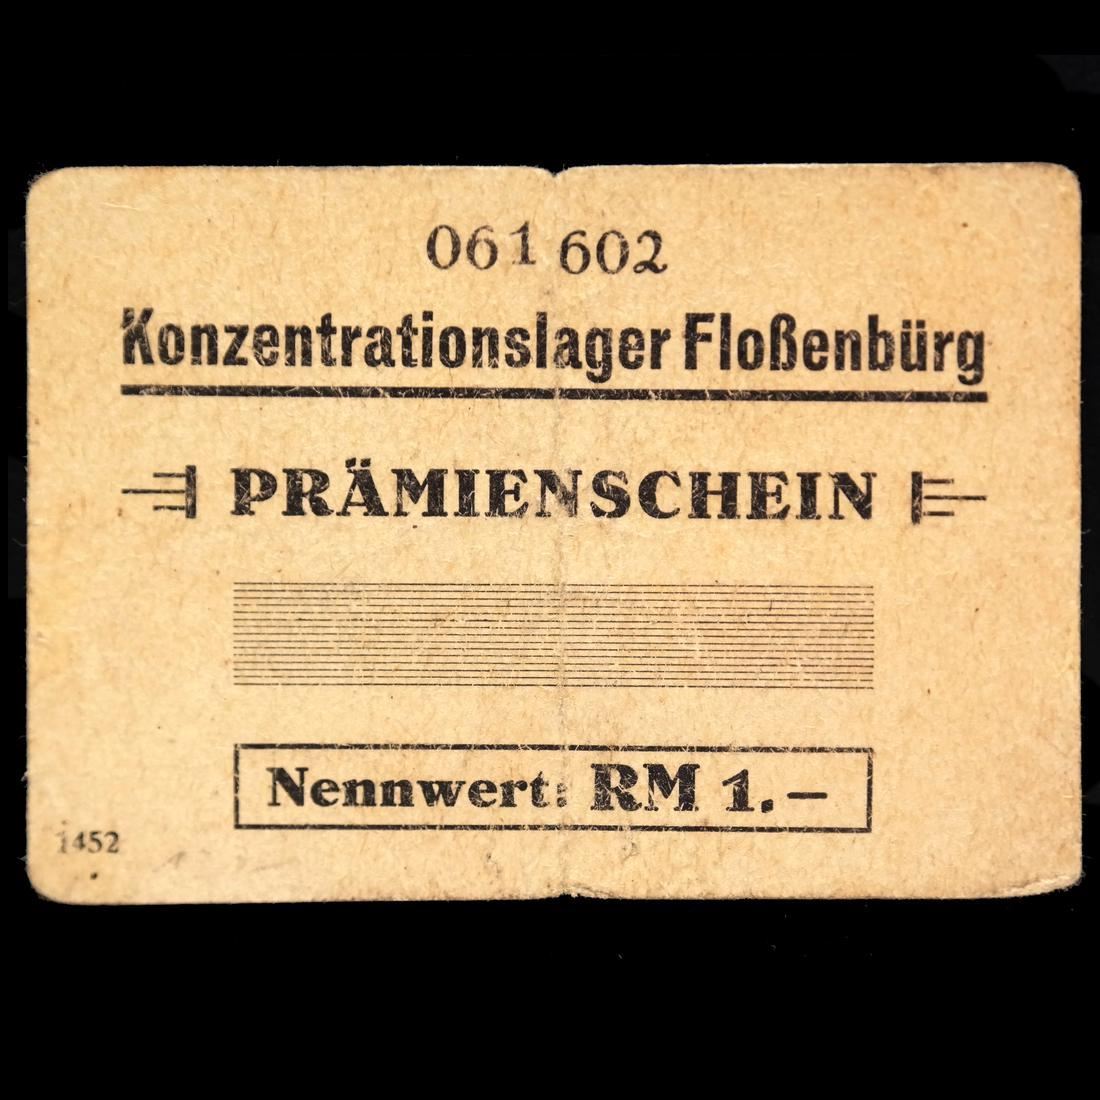 061 602
Konzentrationslager Floßenbürg
PRÄMIENSCHEIN
Nennwert: RM 1.–
1452